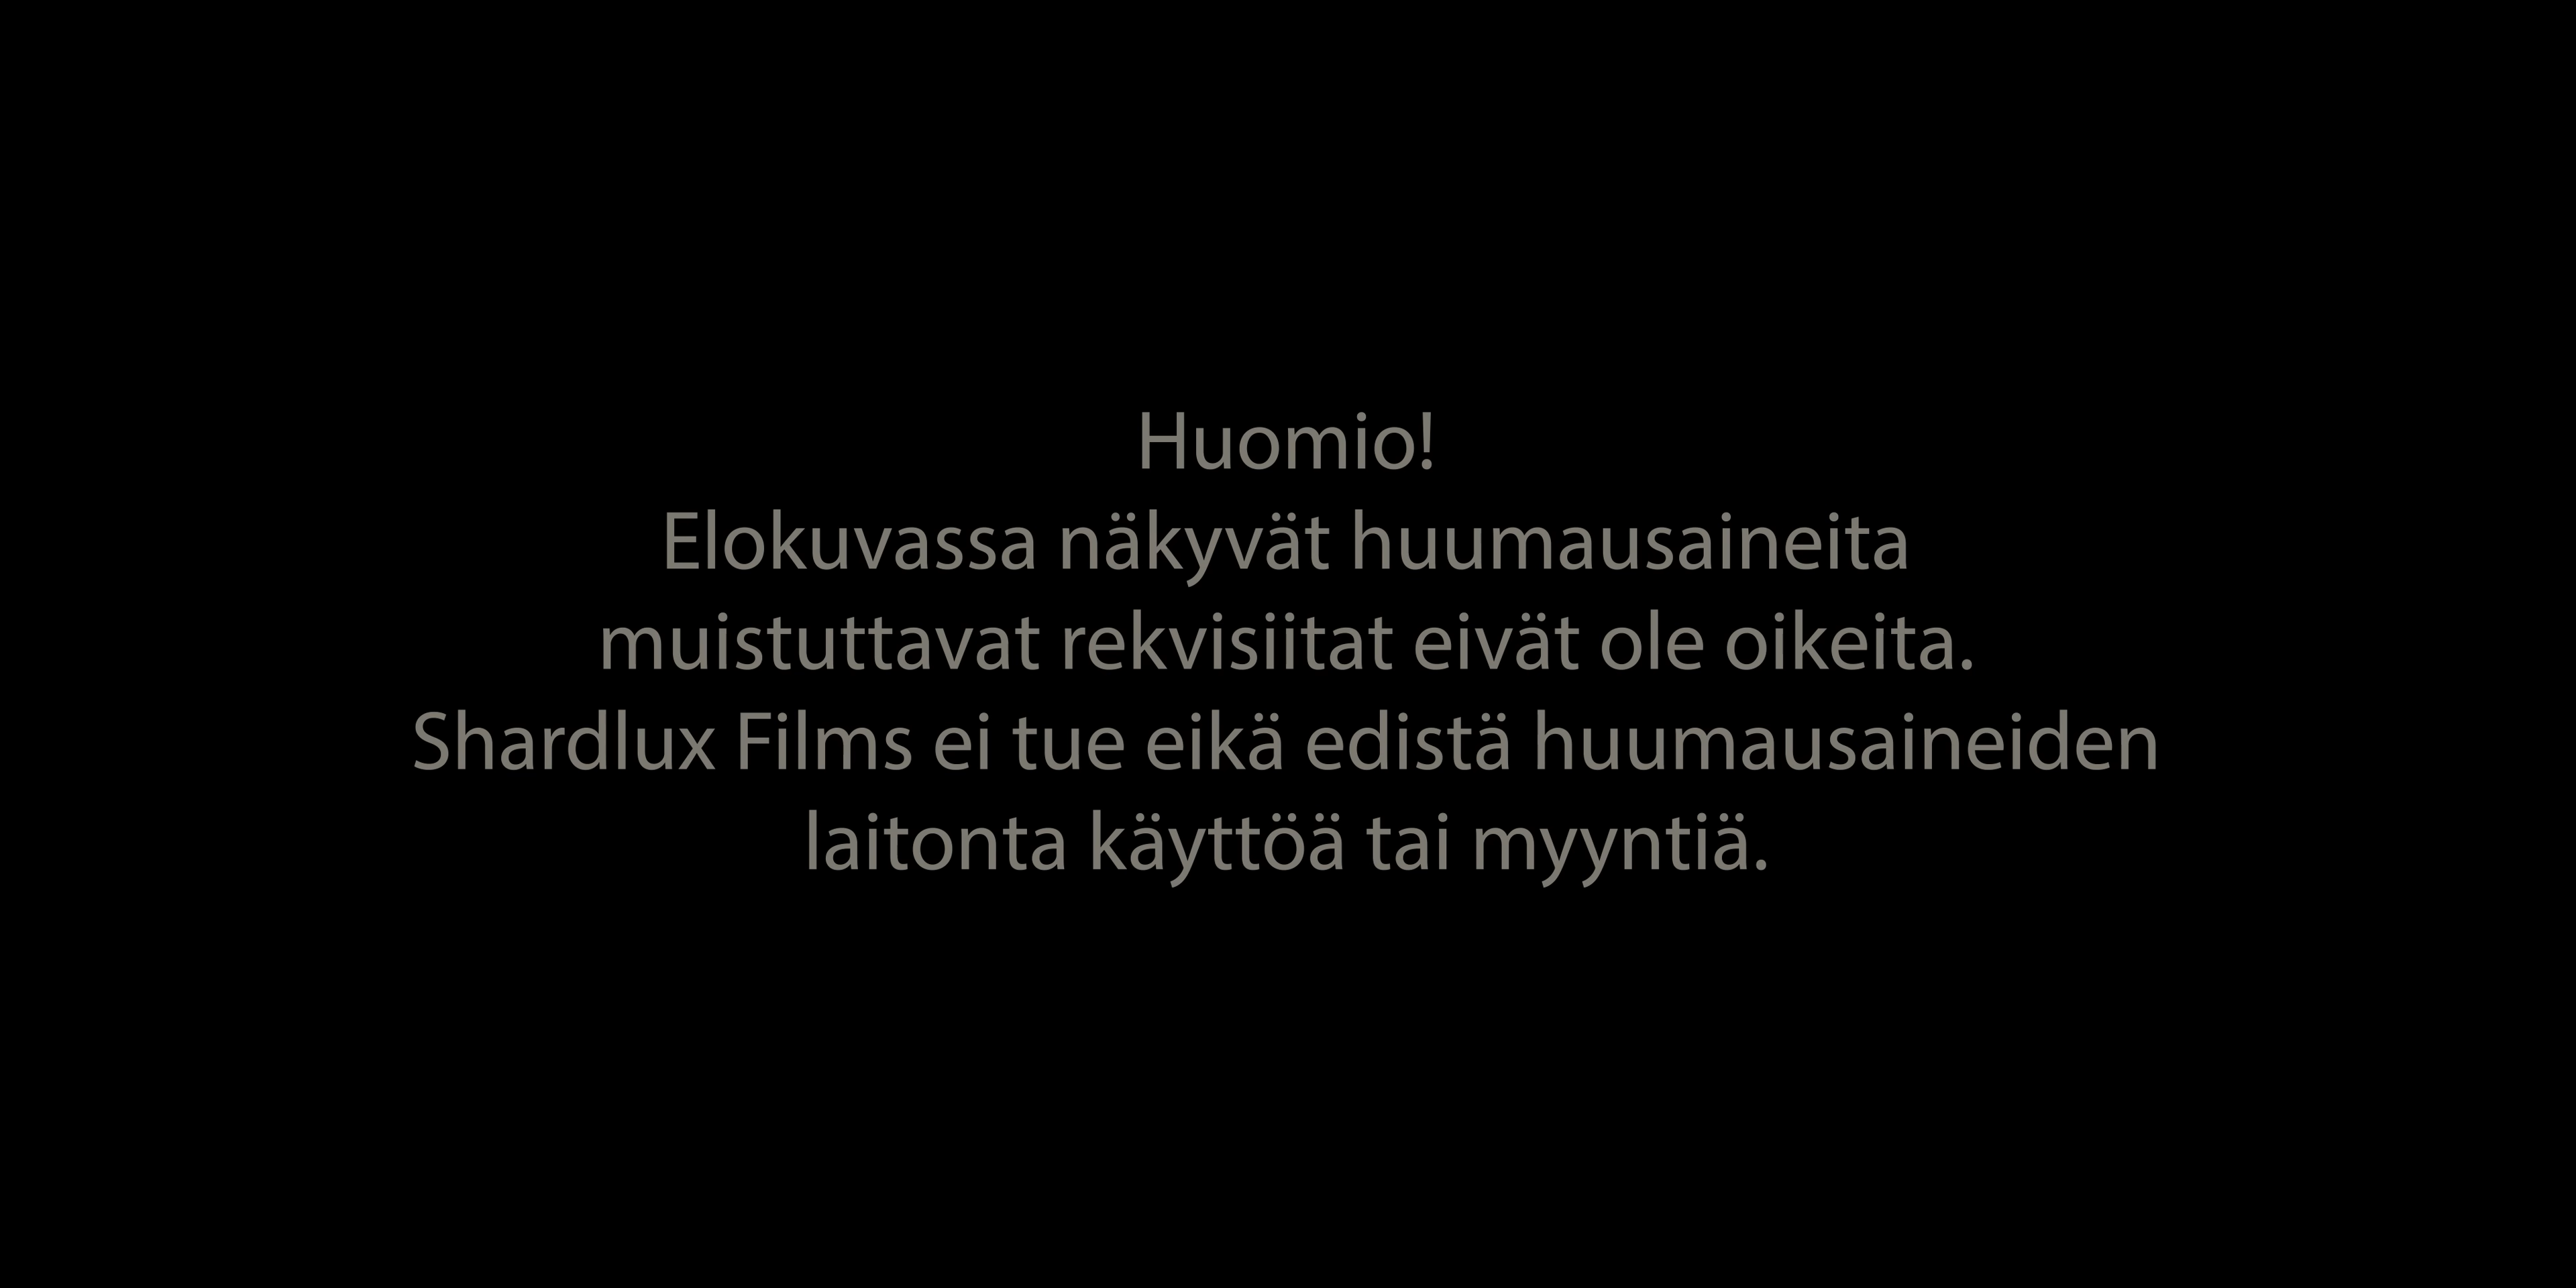 Huomio!
Elokuvassa näkyvät huumausaineita
muistuttavat rekvisiitat eivät ole oikeita.
Shardlux Films ei tue eikä edistä huumausaineiden
laitonta käyttöä tai myyntiä.